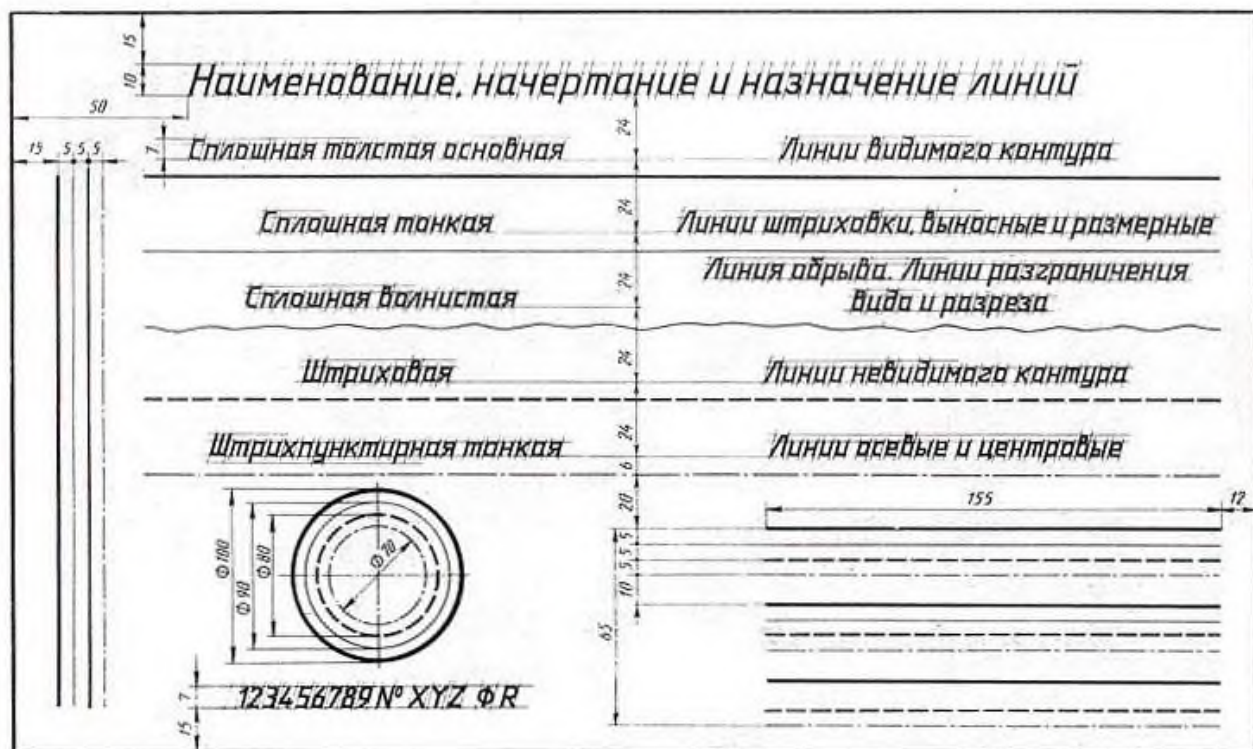 15
10
Наименование, начертание и назначение линий
50
15 5 5 5
7
24
Сплошная толстая основная
Линии видимого контура
24
Сплошная тонкая
Линии штриховки, выносные и размерные
24
Сплошная волнистая
Линия обрыва. Линии разграничения
вида и разреза
24
Штриховая
Линии невидимого контура
24
Штрихпунктирная тонкая
Линии осевые и центровые
6
20
155
12
5
5
5
10
65
Ф100
Ф90
Ф80
Ф70
7
123456789 № XYZ ФR
15